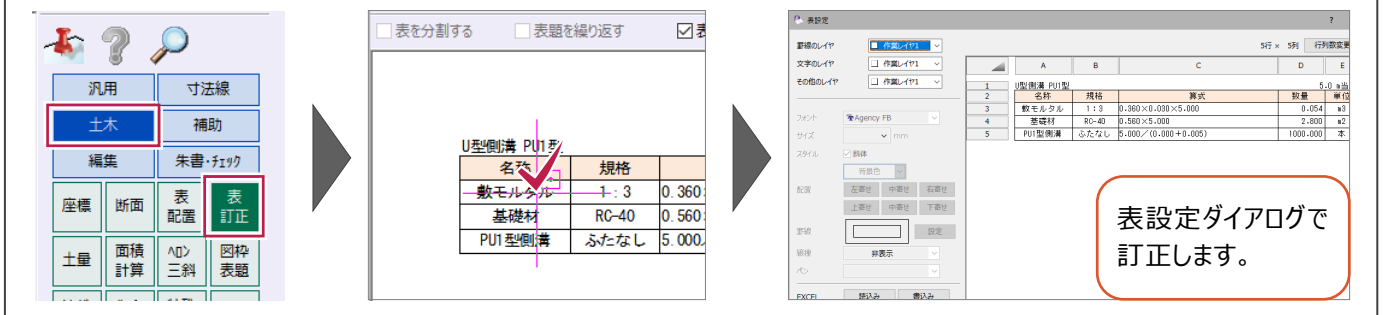 汎用
寸法線
土木
補助
編集
朱書・チェック
座標
断面
表
配置
表
訂正
土量
面積
計算
ヘロン
三斜
図枠
表題
表を分割する
表題を繰り返す
表
U型側溝 PU1型
名称
規格
敷モルタル
1:3
0.360
基礎材
RC-40
0.560
PU1型側溝
ふたなし
5.000
表設定
?
罫線のレイヤ
作業レイヤ1
5行 × 5列
行列数変更
文字のレイヤ
作業レイヤ1
その他のレイヤ
作業レイヤ1
A
B
C
D
E
1
U型側溝 PU1型
5.0 m当
2
名称
規格
算式
数量
単位
3
敷モルタル
1:3
0.360×0.030×5.000
0.054
m3
4
基礎材
RC-40
0.560×5.000
2.800
m2
5
PU1型側溝
ふたなし
5.000/(0.000+0.005)
1000.000
本
フォント
Agency FB
サイズ
mm
スタイル
斜体
背景色
配置
左寄せ
中寄せ
右寄せ
上寄せ
中寄せ
下寄せ
罫線
設定
線種
非表示
ペン
EXCEL
読込み
書込み
表設定ダイアログで
訂正します。